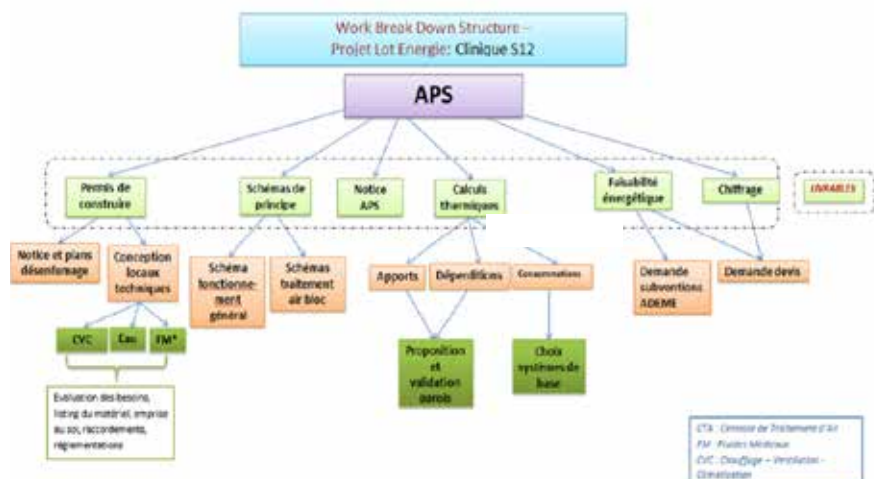 Work Break Down Structure –
Projet Lot Energie: Clinique S12
APS
Permis de
construire
Schémas de
principe
Notice
APS
Calculs
thermiques
Faisabilité
énergétique
Chiffrage
LIVRABLES
Notice et plans
désenfumage
Conception
locaux
techniques
Schéma
fonctionne-
ment
général
Schémas
traitement
air bloc
Apports
Déperditions
Consommations
Demande
subventions
ADEME
Demande devis
CVC
Eau
FM*
Proposition
et
validation
parois
Choix
systèmes de
base
Evaluation des besoins,
listing du matériel, emprise
au sol, raccordements,
réglementations
CTA : Centrale de Traitement d'Air
FM : Fluides Médicaux
CVC : Chauffage – Ventilation -
Climatisation